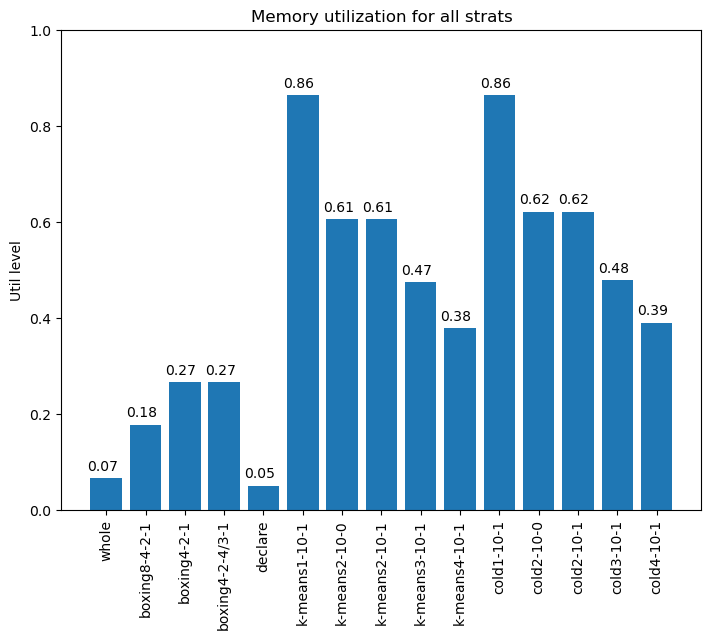 Memory utilization for all strats
Util level
1.0
0.8
0.6
0.4
0.2
0.0
0.07
0.18
0.27
0.27
0.05
0.86
0.61
0.61
0.47
0.38
0.86
0.62
0.62
0.48
0.39
whole
boxing8-4-2-1
boxing4-2-1
boxing4-2-4/3-1
declare
k-means1-10-1
k-means2-10-0
k-means2-10-1
k-means3-10-1
k-means4-10-1
cold1-10-1
cold2-10-0
cold2-10-1
cold3-10-1
cold4-10-1